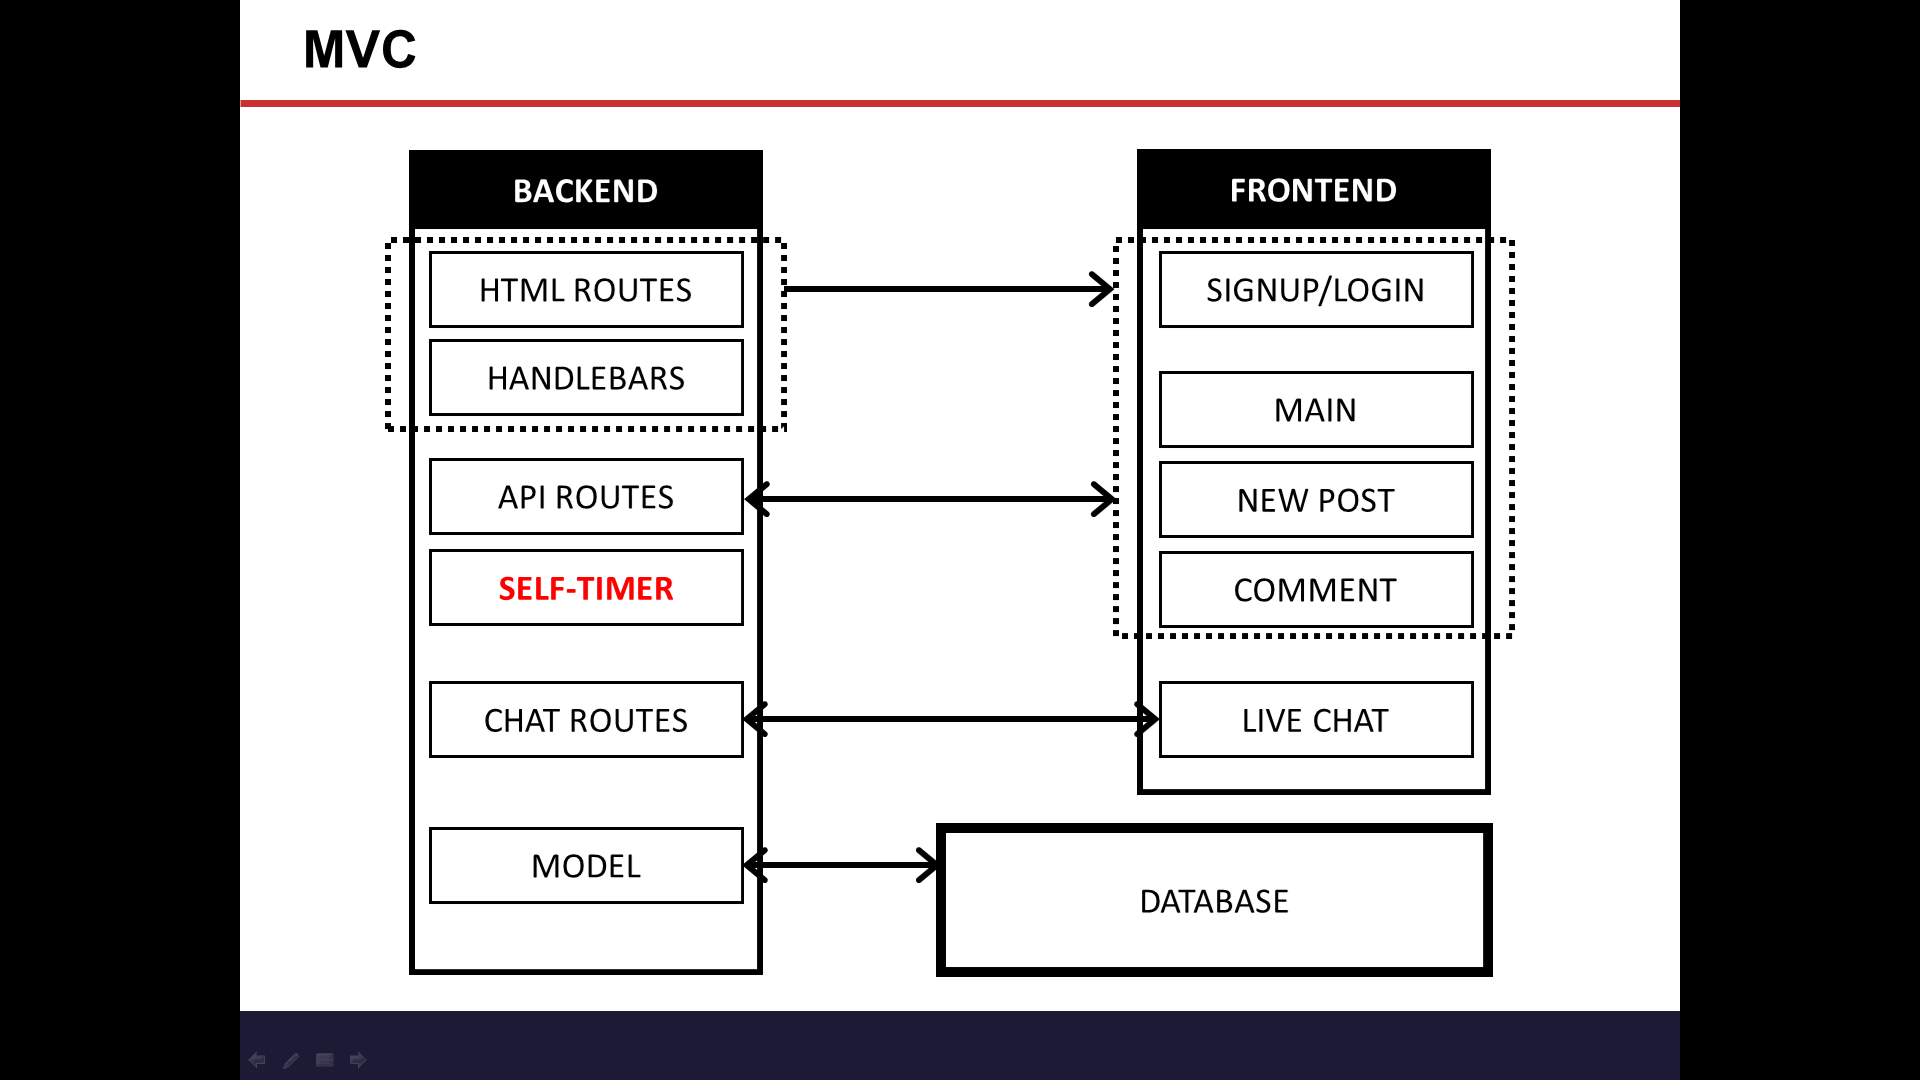 MVC
BACKEND
HTML ROUTES
HANDLEBARS
API ROUTES
SELF-TIMER
CHAT ROUTES
MODEL
FRONTEND
SIGNUP/LOGIN
MAIN
NEW POST
COMMENT
LIVE CHAT
DATABASE